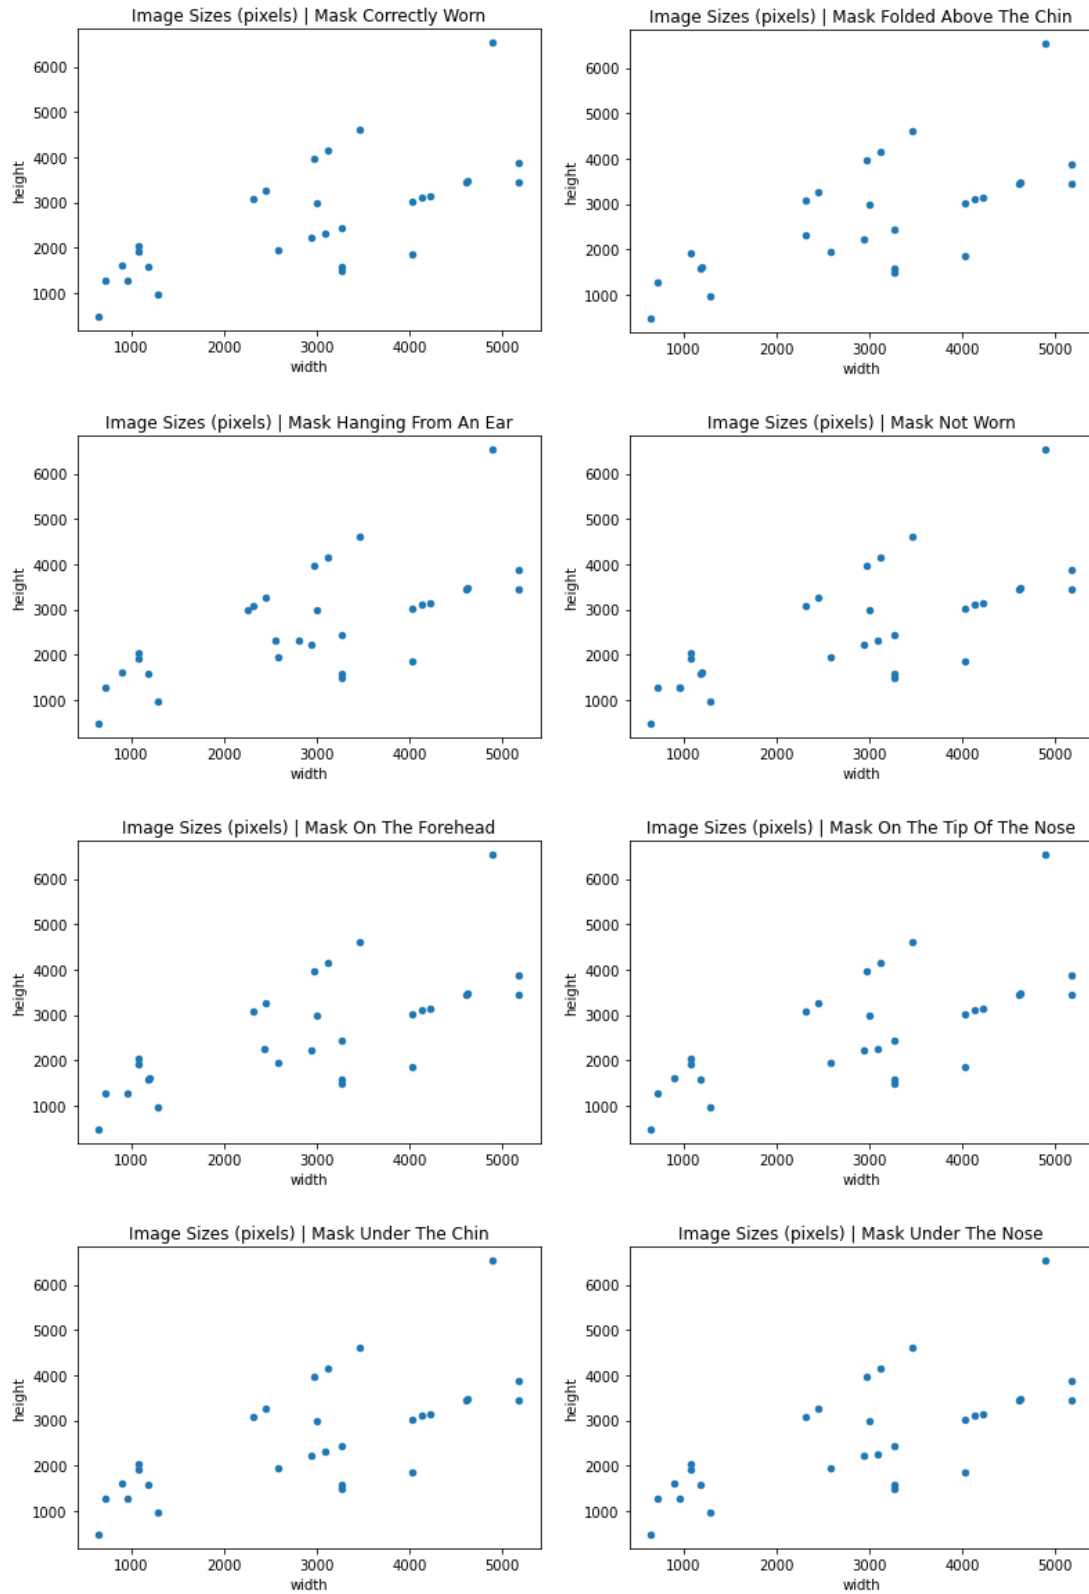 Image Sizes (pixels) | Mask Correctly Worn
6000
5000
4000
3000
2000
1000
height
1000 2000 3000 4000 5000
width
Image Sizes (pixels) | Mask Folded Above The Chin
6000
5000
4000
3000
2000
1000
height
1000 2000 3000 4000 5000
width
Image Sizes (pixels) | Mask Hanging From An Ear
6000
5000
4000
3000
2000
1000
height
1000 2000 3000 4000 5000
width
Image Sizes (pixels) | Mask Not Worn
6000
5000
4000
3000
2000
1000
height
1000 2000 3000 4000 5000
width
Image Sizes (pixels) | Mask On The Forehead
6000
5000
4000
3000
2000
1000
height
1000 2000 3000 4000 5000
width
Image Sizes (pixels) | Mask On The Tip Of The Nose
6000
5000
4000
3000
2000
1000
height
1000 2000 3000 4000 5000
width
Image Sizes (pixels) | Mask Under The Chin
6000
5000
4000
3000
2000
1000
height
1000 2000 3000 4000 5000
width
Image Sizes (pixels) | Mask Under The Nose
6000
5000
4000
3000
2000
1000
height
1000 2000 3000 4000 5000
width